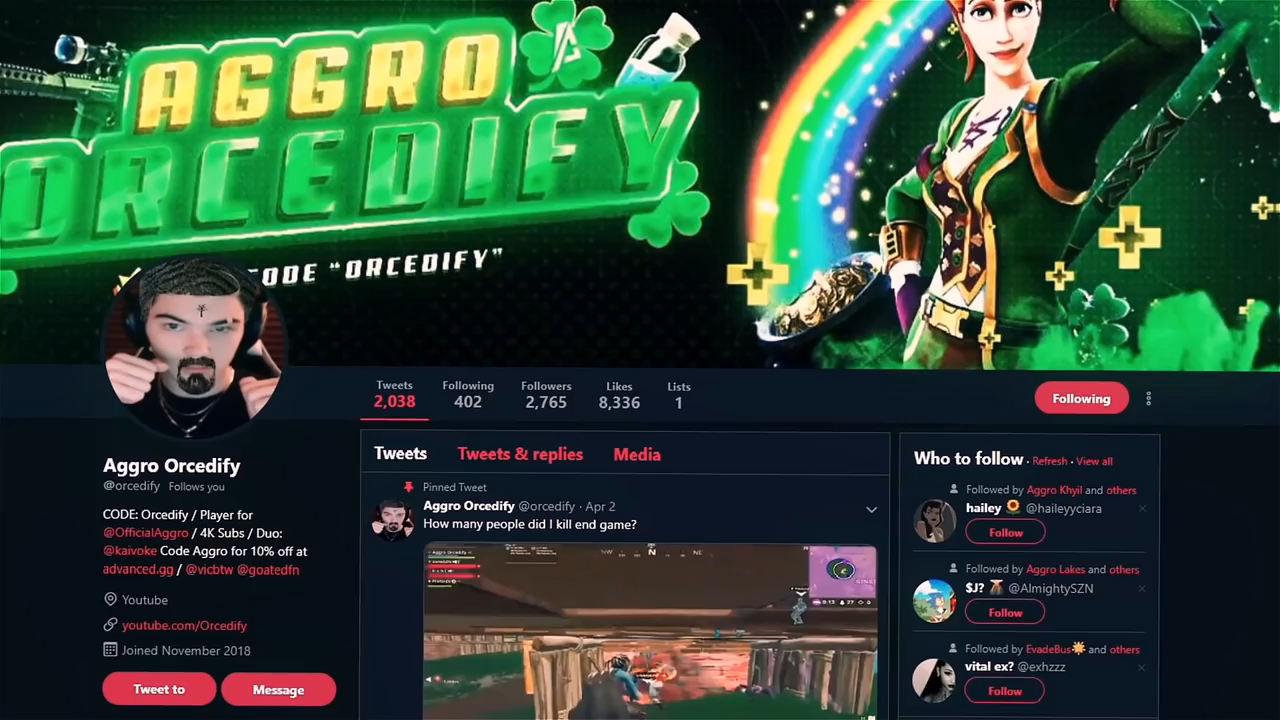 AGGRO
ORCEDIFY
CODE "ORCEDIFY"
Tweets
2,038
Following
402
Followers
2,765
Likes
8,336
Lists
1
Following
Aggro Orcedify
@orcedify Follows you
CODE: Orcedify / Player for
@OfficialAggro / 4K Subs / Duo:
@kaivoke Code Aggro for 10% off at
advanced.gg / @vicbtw @goatedfn
Youtube
youtube.com/Orcedify
Joined November 2018
Tweet to
Message
Tweets
Tweets & replies
Media
Pinned Tweet
Aggro Orcedify @orcedify · Apr 2
How many people did I kill end game?
Aggro Orcedify
NW
N
NE
Who to follow · Refresh · View all
Followed by Aggro Khyil and others
hailey 🌻 @haileyyciara
Follow
Followed by Aggro Lakes and others
$J? @AlmightySZN
Follow
Followed by EvadeBus☀️ and others
vital ex? @exhzzz
Follow